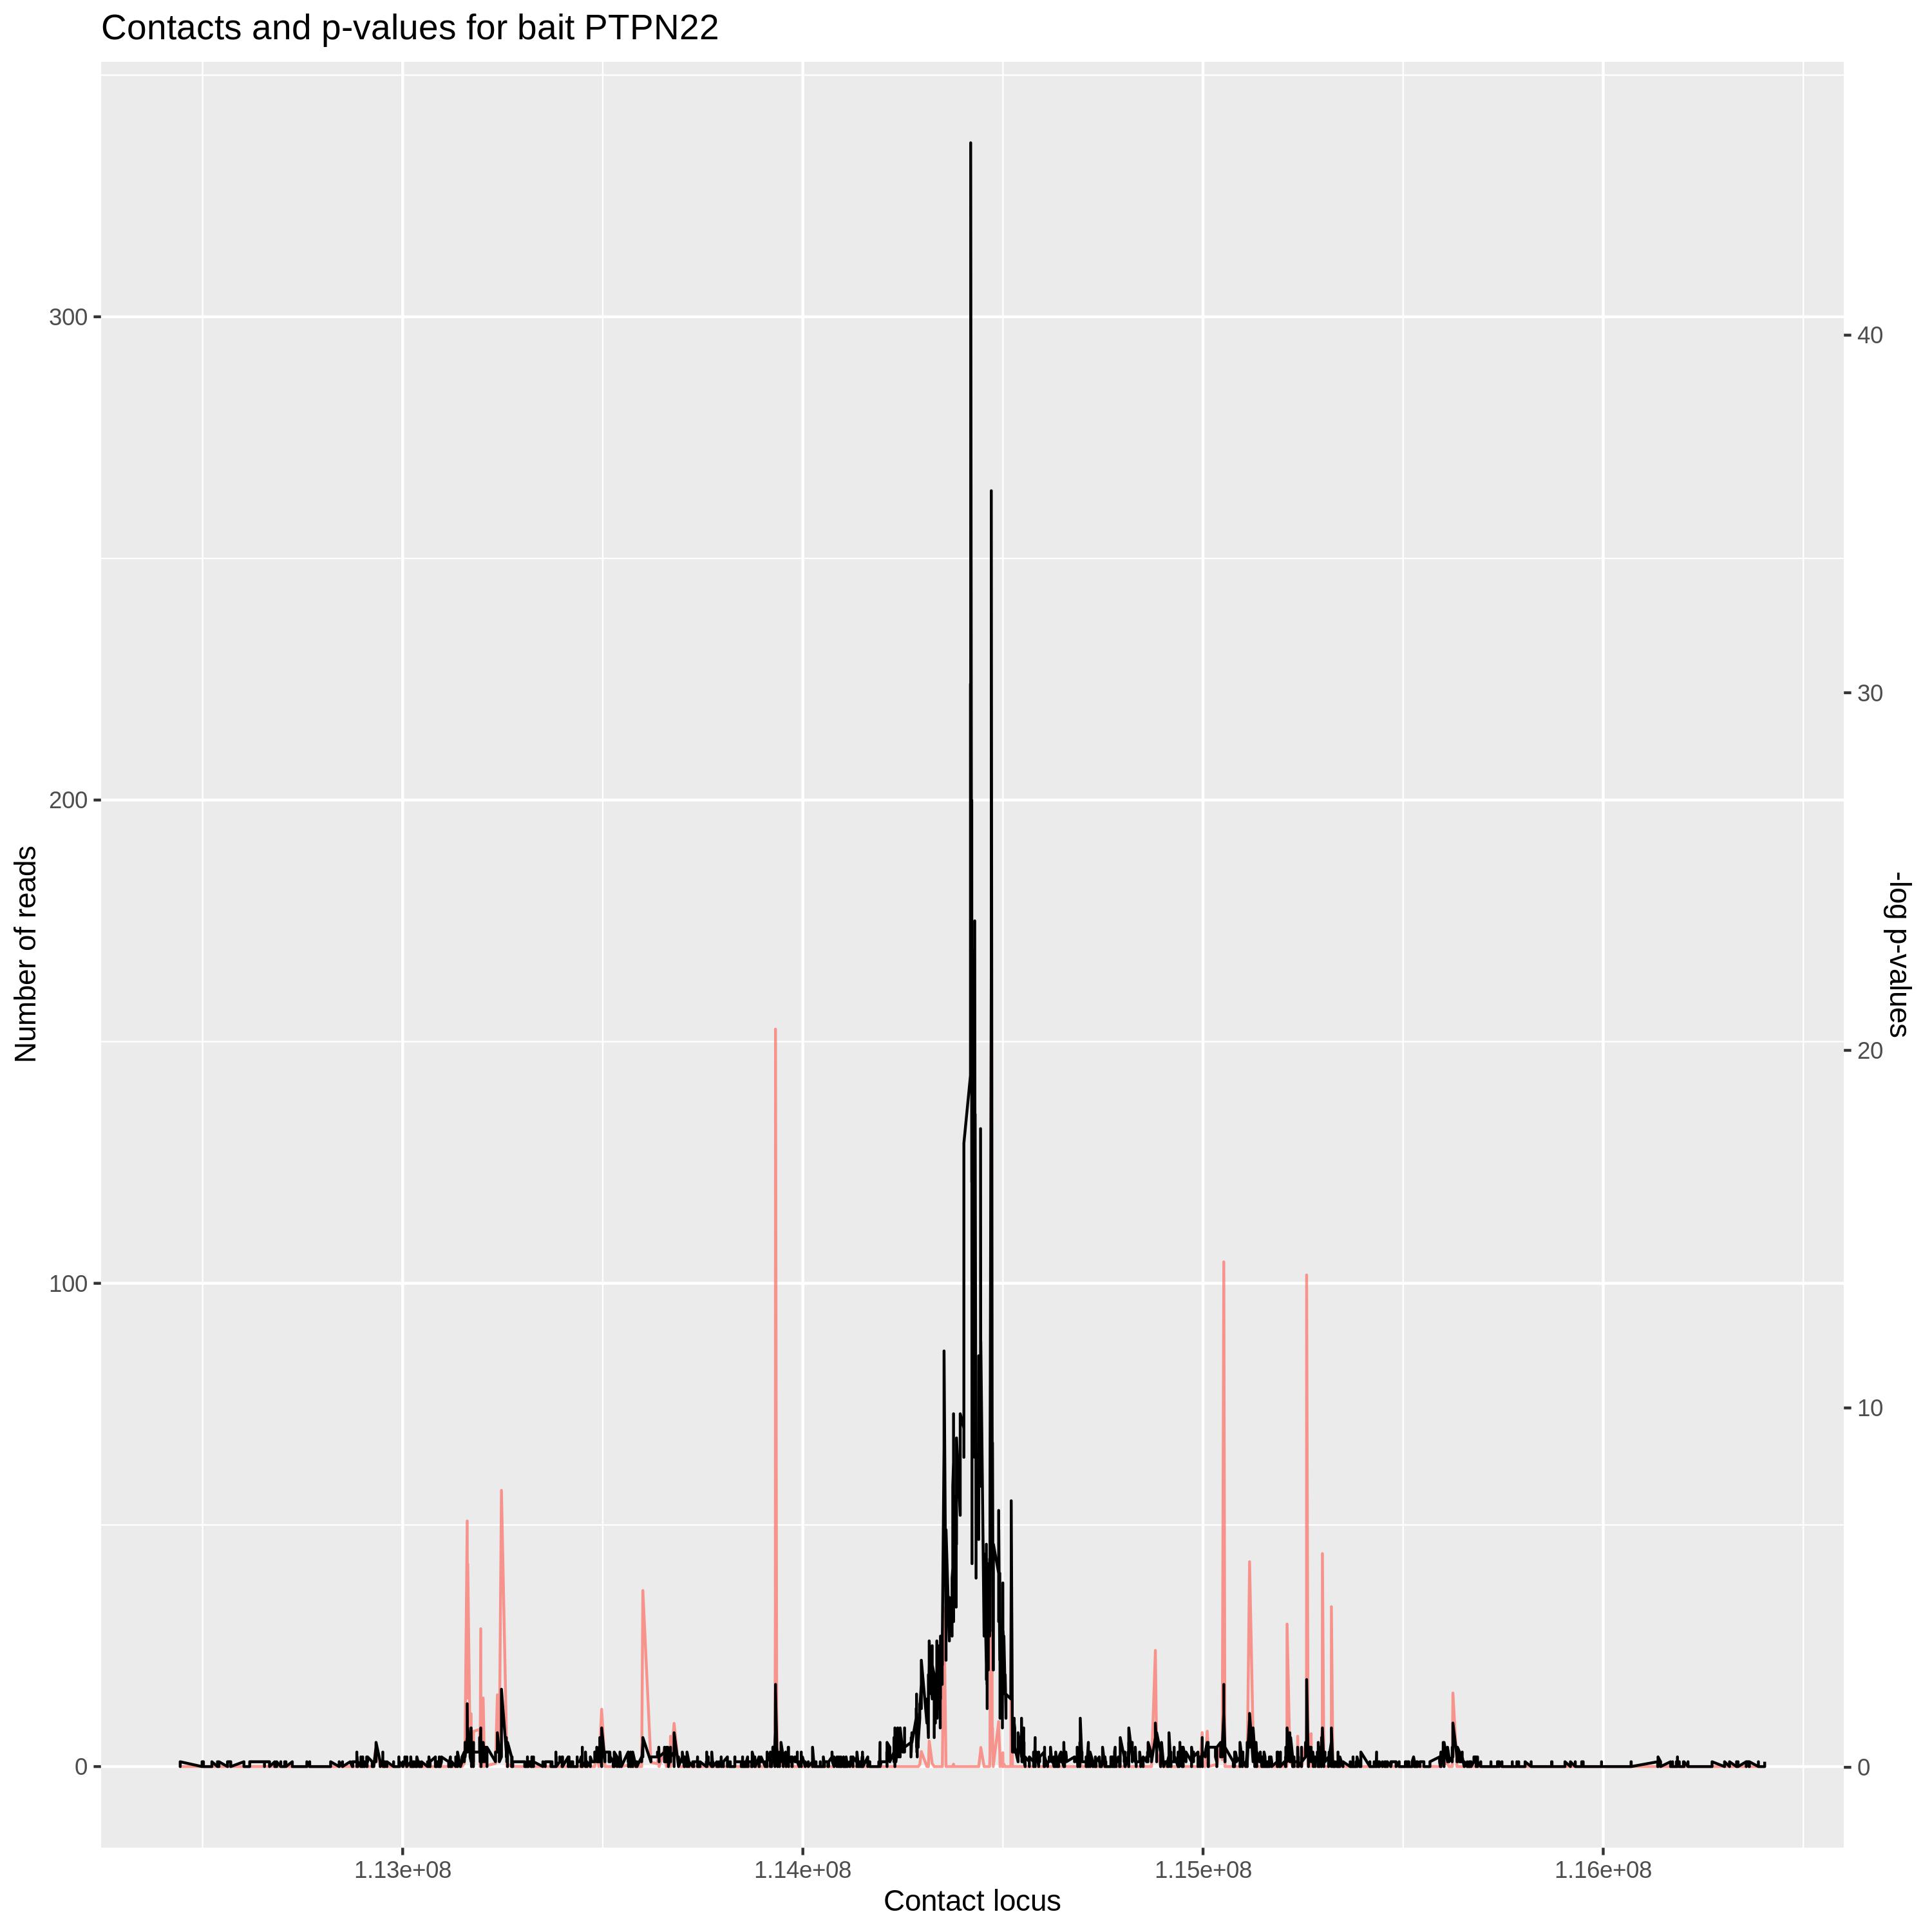 Contacts and p-values for bait PTPN22
300
200
100
0
Number of reads
40
30
20
10
0
-log p-values
1.13e+08
1.14e+08
1.15e+08
1.16e+08
Contact locus